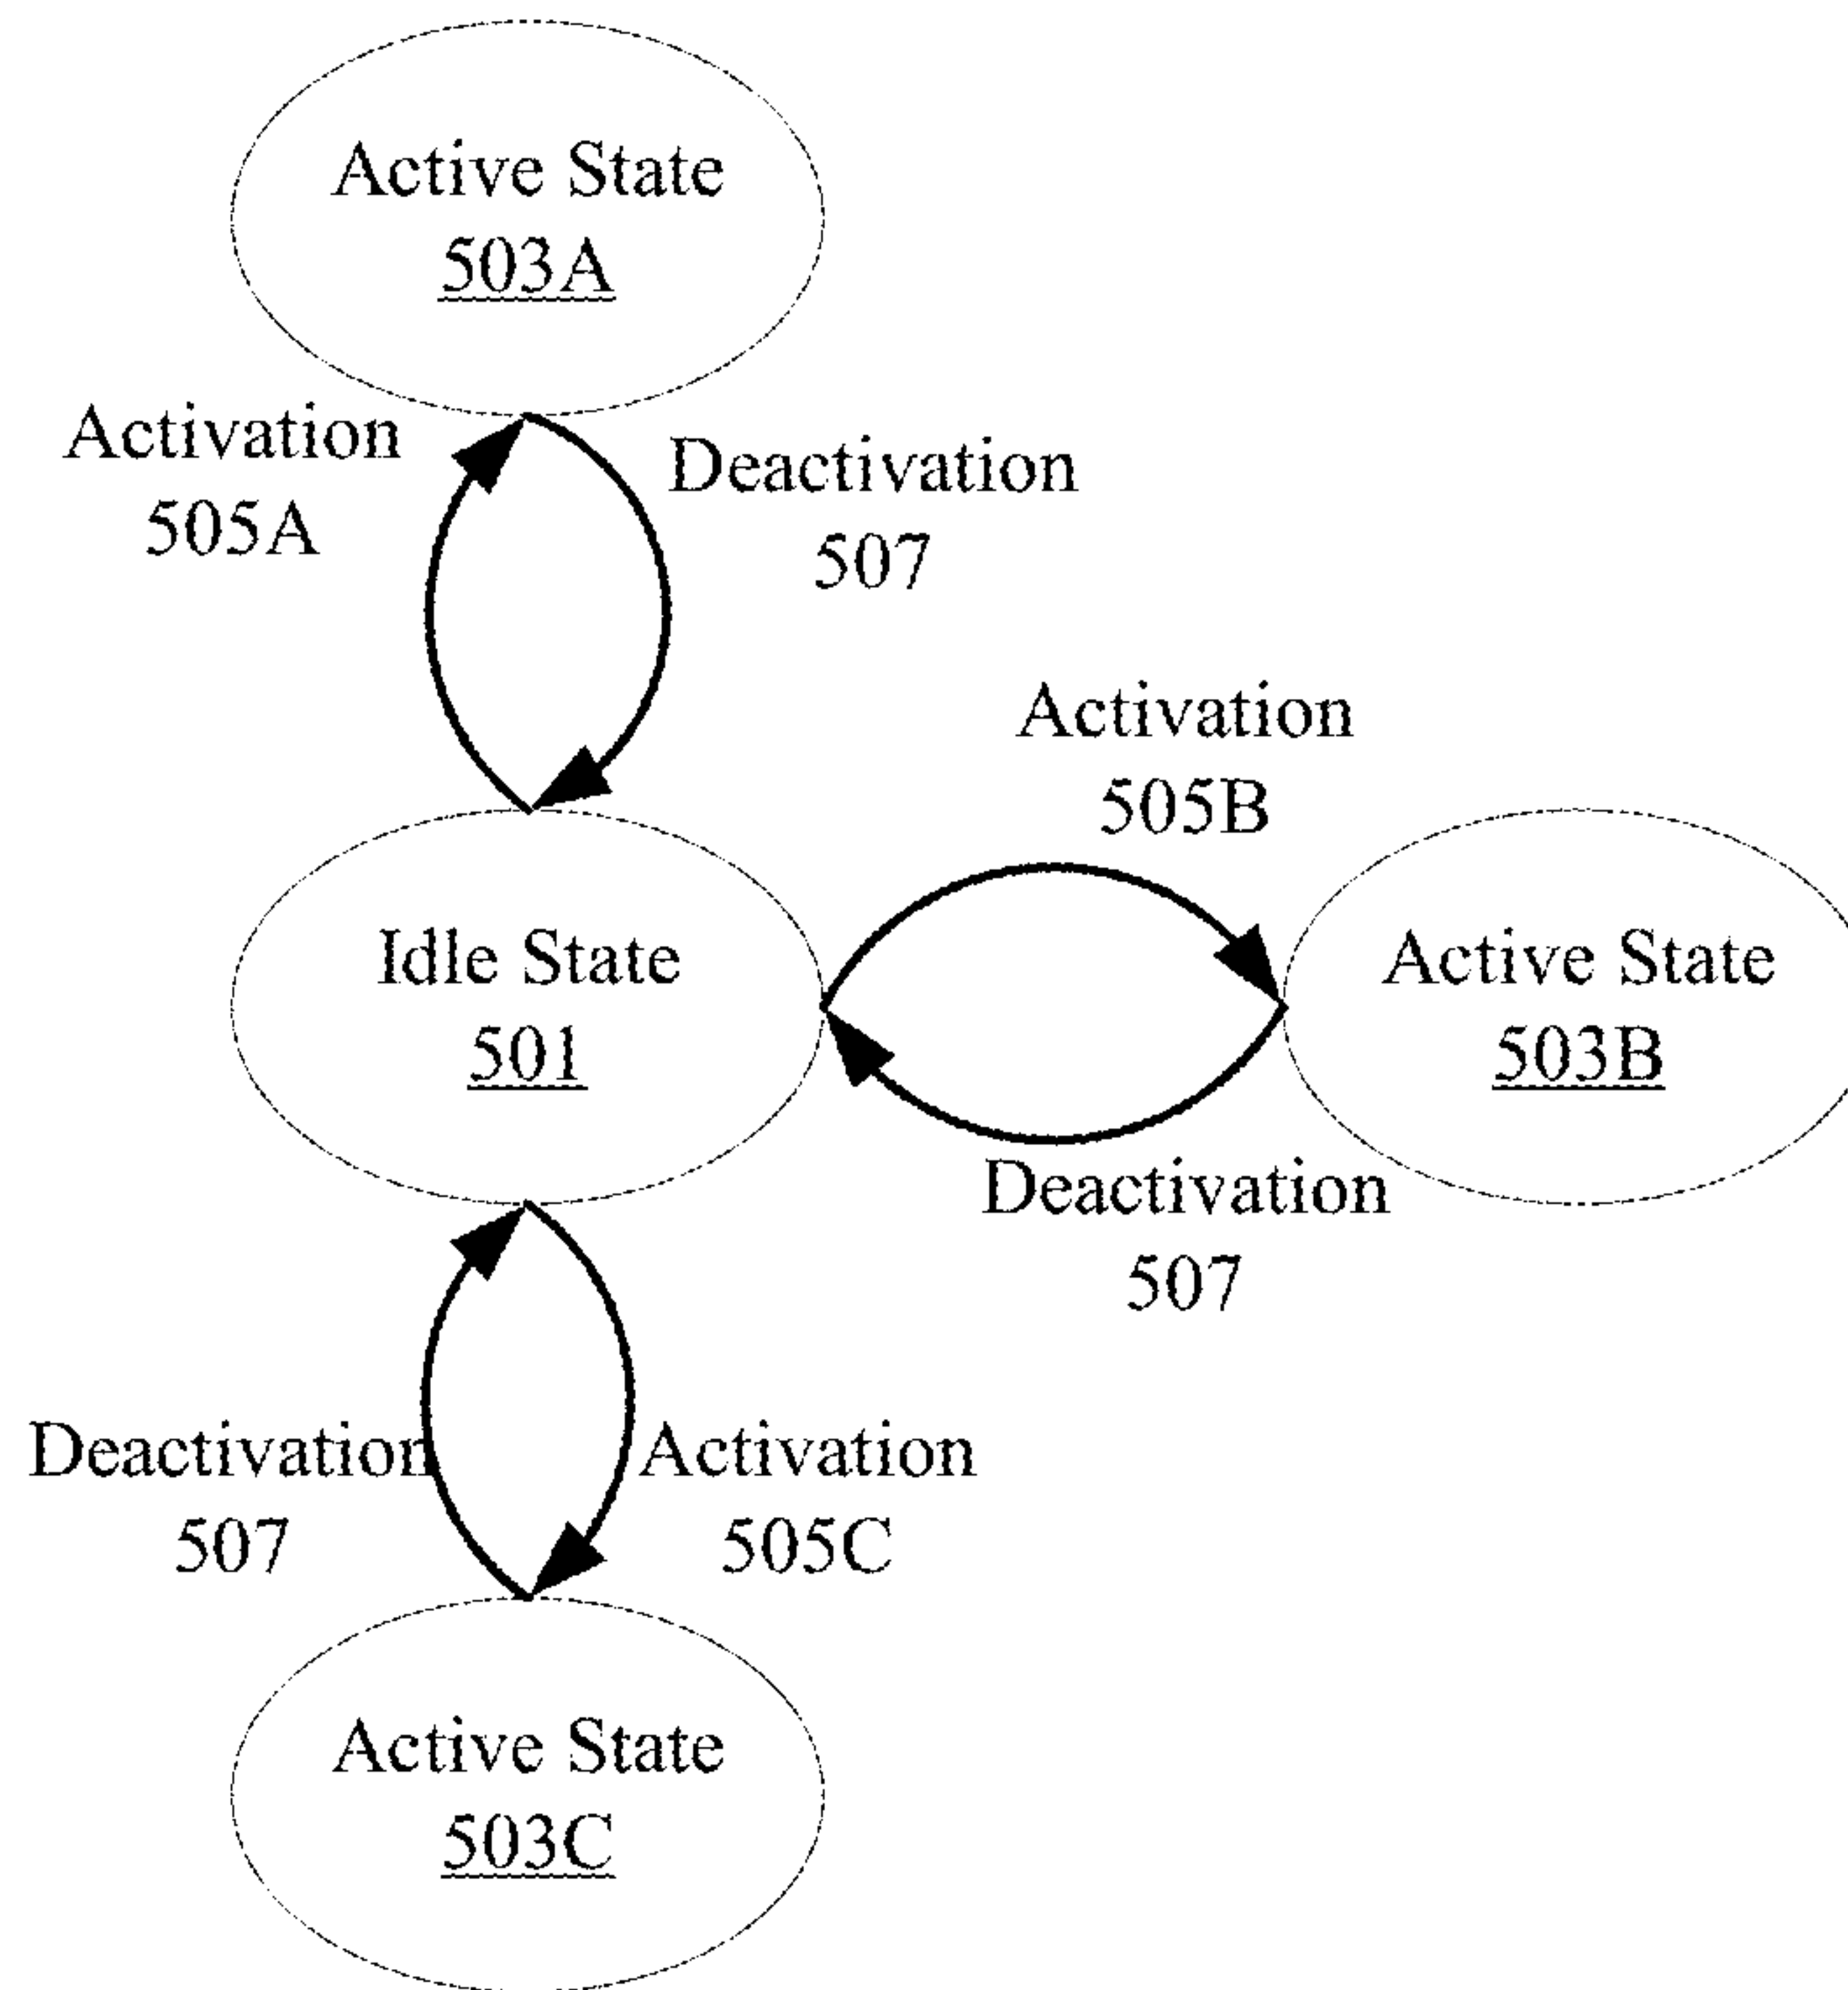 Active State
503A
Activation
505A
Deactivation
507
Activation
505B
Idle State
501
Active State
503B
Deactivation
507
Deactivation
507
Activation
505C
Active State
503C